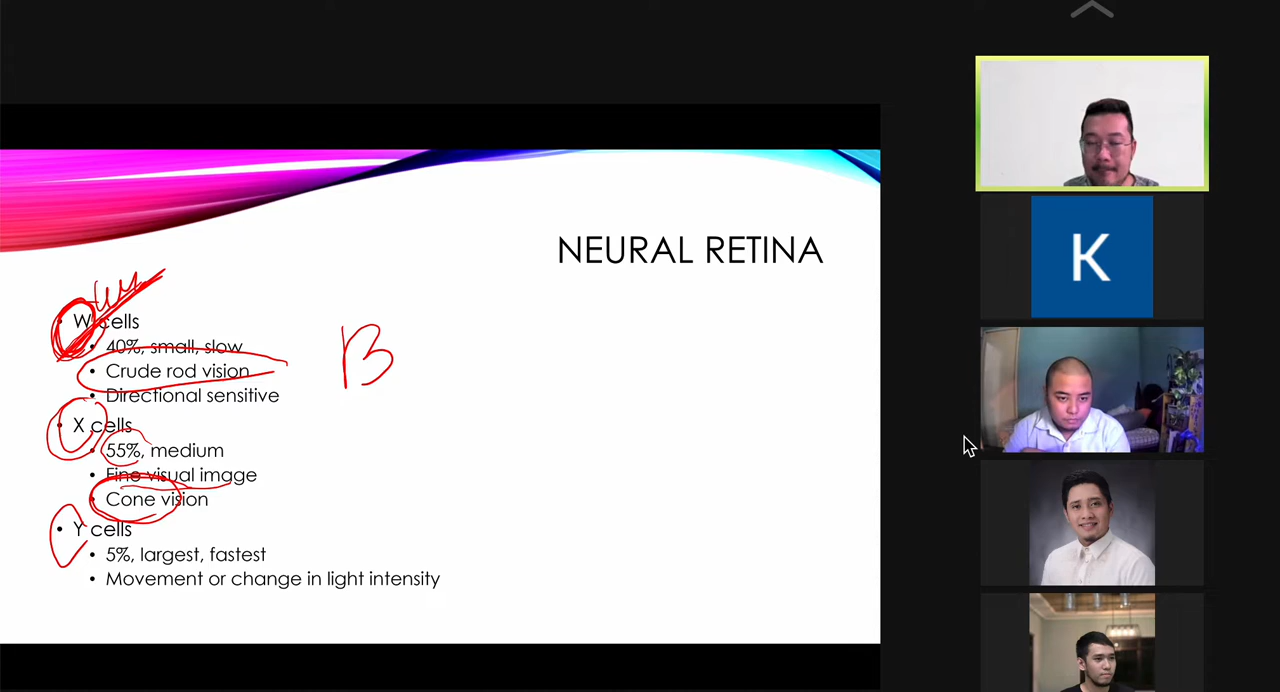 NEURAL RETINA
• W cells
• 40%, small, slow
• Crude rod vision
• Directional sensitive
• X cells
• 55%, medium
• Fine visual image
• Cone vision
• Y cells
• 5%, largest, fastest
• Movement or change in light intensity
K